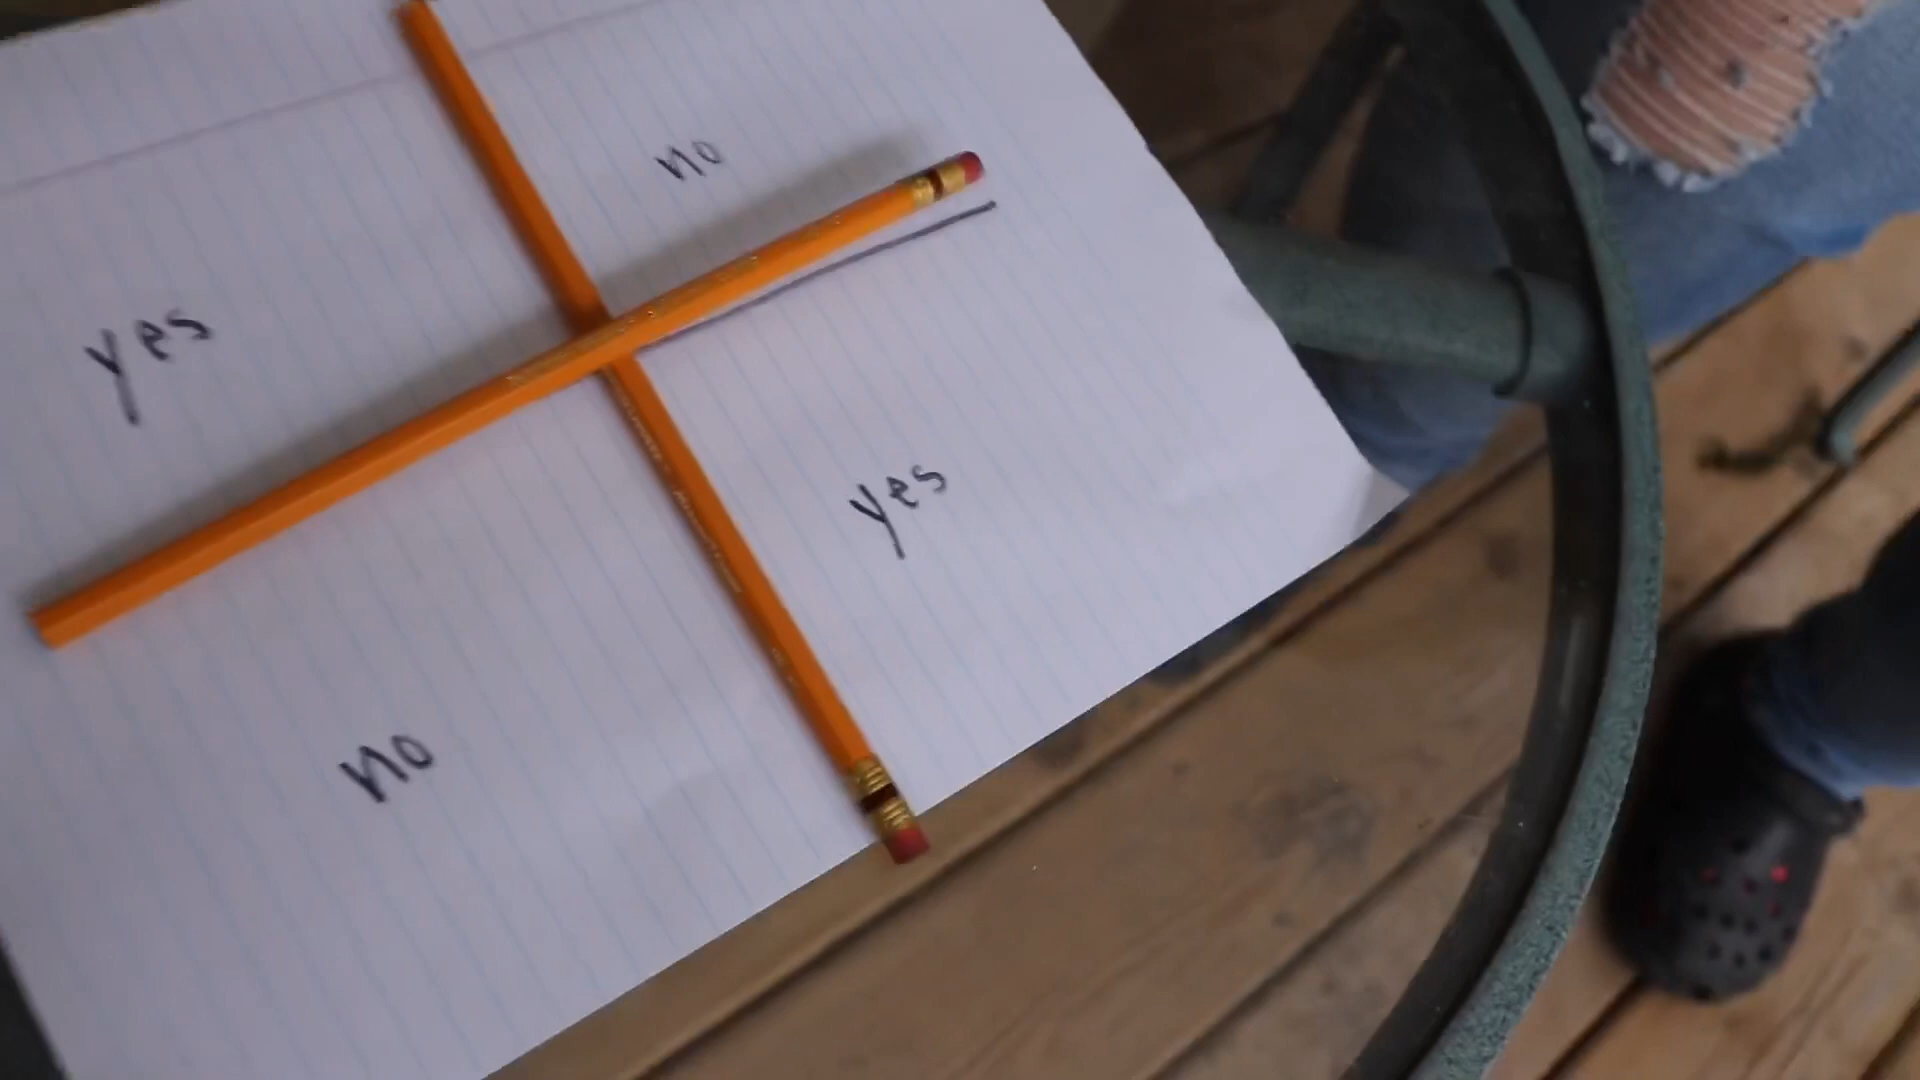 no
yes
yes
no